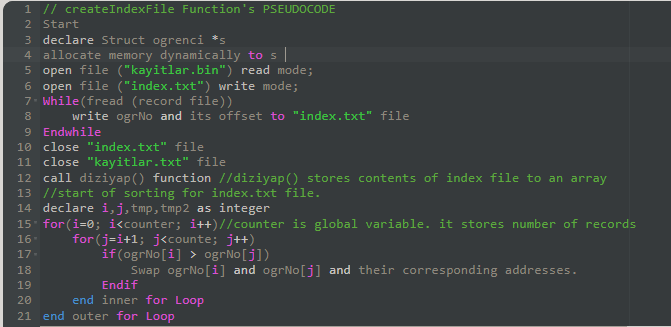 1 // createIndexFile Function's PSEUDOCODE
2 Start
3 declare Struct ogrenci *s
4 allocate memory dynamically to s
5 open file ("kayitlar.bin") read mode;
6 open file ("index.txt") write mode;
7 While(fread (record file))
8 write ogrNo and its offset to "index.txt" file
9 Endwhile
10 close "index.txt" file
11 close "kayitlar.txt" file
12 call diziyap() function //diziyap() stores contents of index file to an array
13 //start of sorting for index.txt file.
14 declare i,j,tmp,tmp2 as integer
15 for(i=0; i<counter; i++)//counter is global variable. it stores number of records
16 for(j=i+1; j<counte; j++)
17 if(ogrNo[i] > ogrNo[j])
18 Swap ogrNo[i] and ogrNo[j] and their corresponding addresses.
19 Endif
20 end inner for Loop
21 end outer for Loop